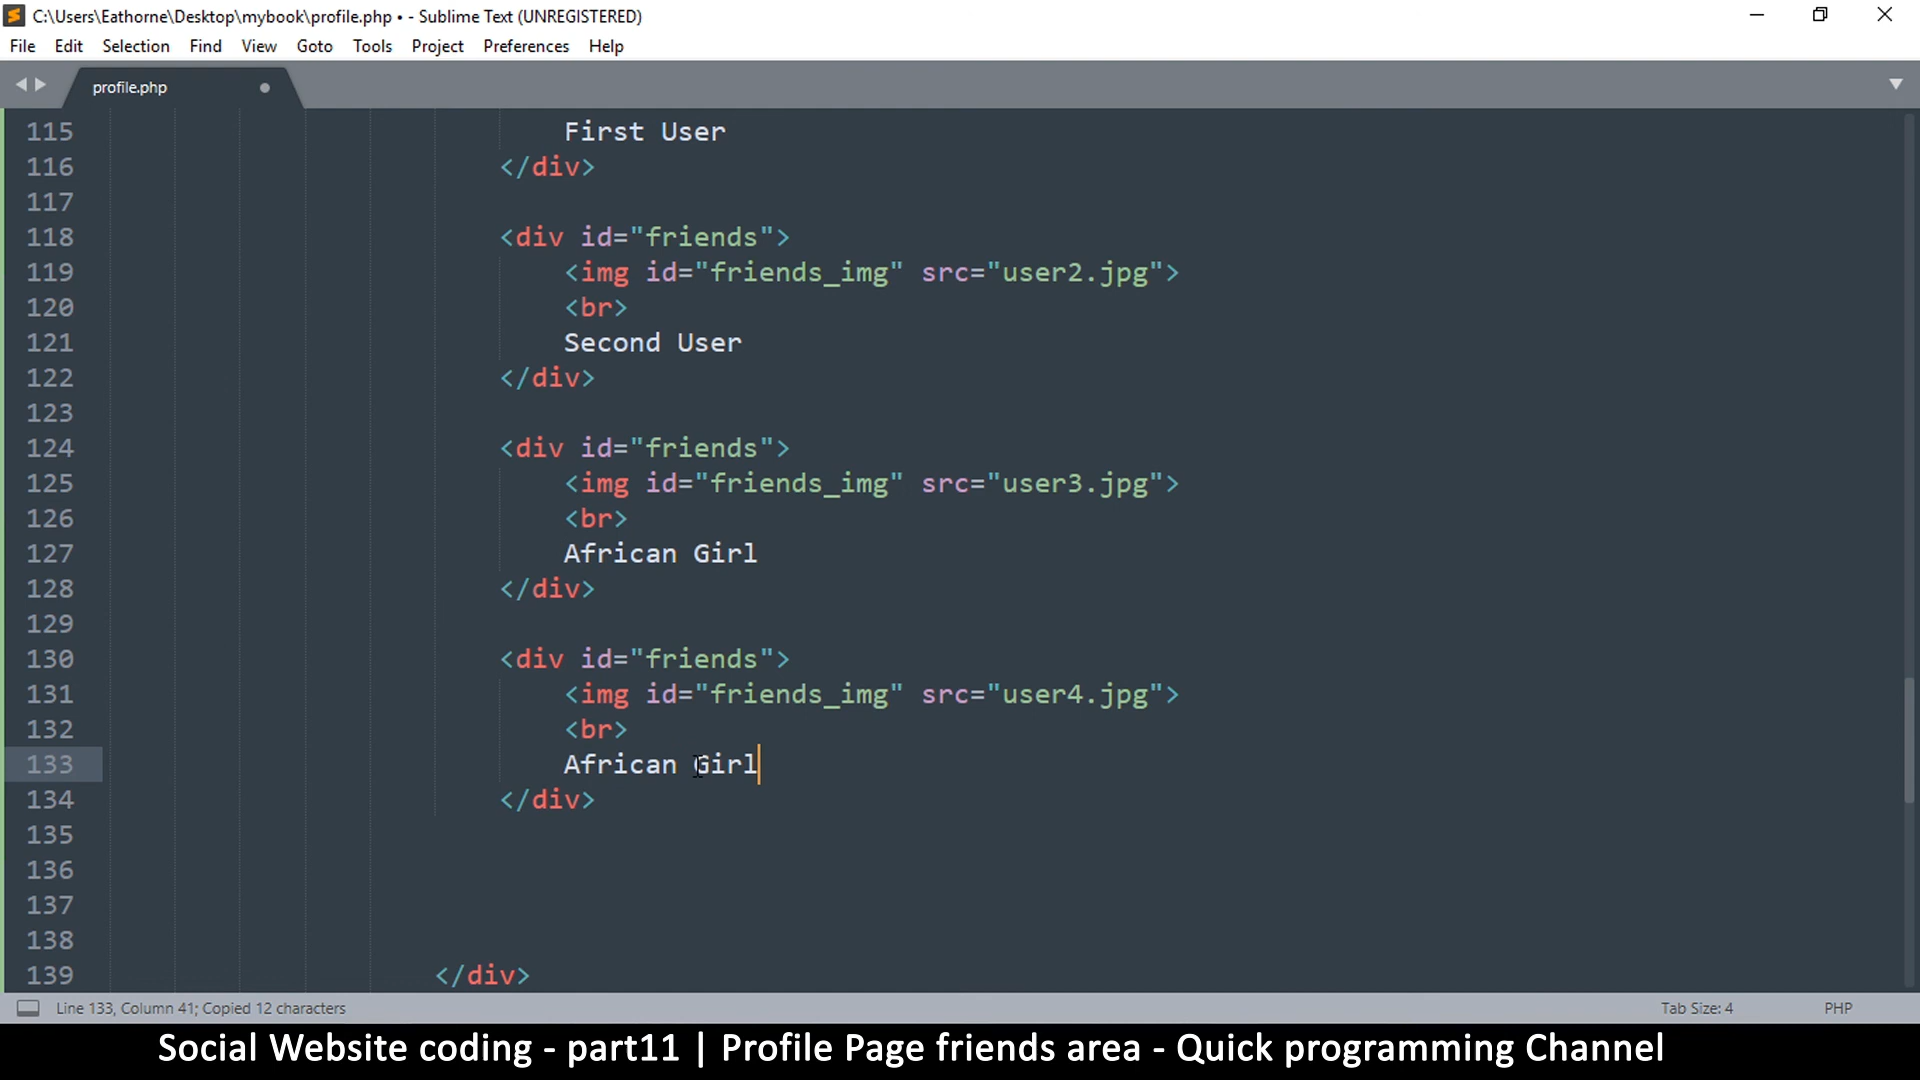 C:\Users\Eathorne\Desktop\mybook\profile.php • - Sublime Text (UNREGISTERED)
File Edit Selection Find View Goto Tools Project Preferences Help
profile.php
115 First User
116 </div>
117
118 <div id="friends">
119 <img id="friends_img" src="user2.jpg">
120 <br>
121 Second User
122 </div>
123
124 <div id="friends">
125 <img id="friends_img" src="user3.jpg">
126 <br>
127 African Girl
128 </div>
129
130 <div id="friends">
131 <img id="friends_img" src="user4.jpg">
132 <br>
133 African Girl
134 </div>
135
136
137
138
139 </div>
Line 133, Column 41; Copied 12 characters Tab Size: 4 PHP
Social Website coding - part11 | Profile Page friends area - Quick programming Channel